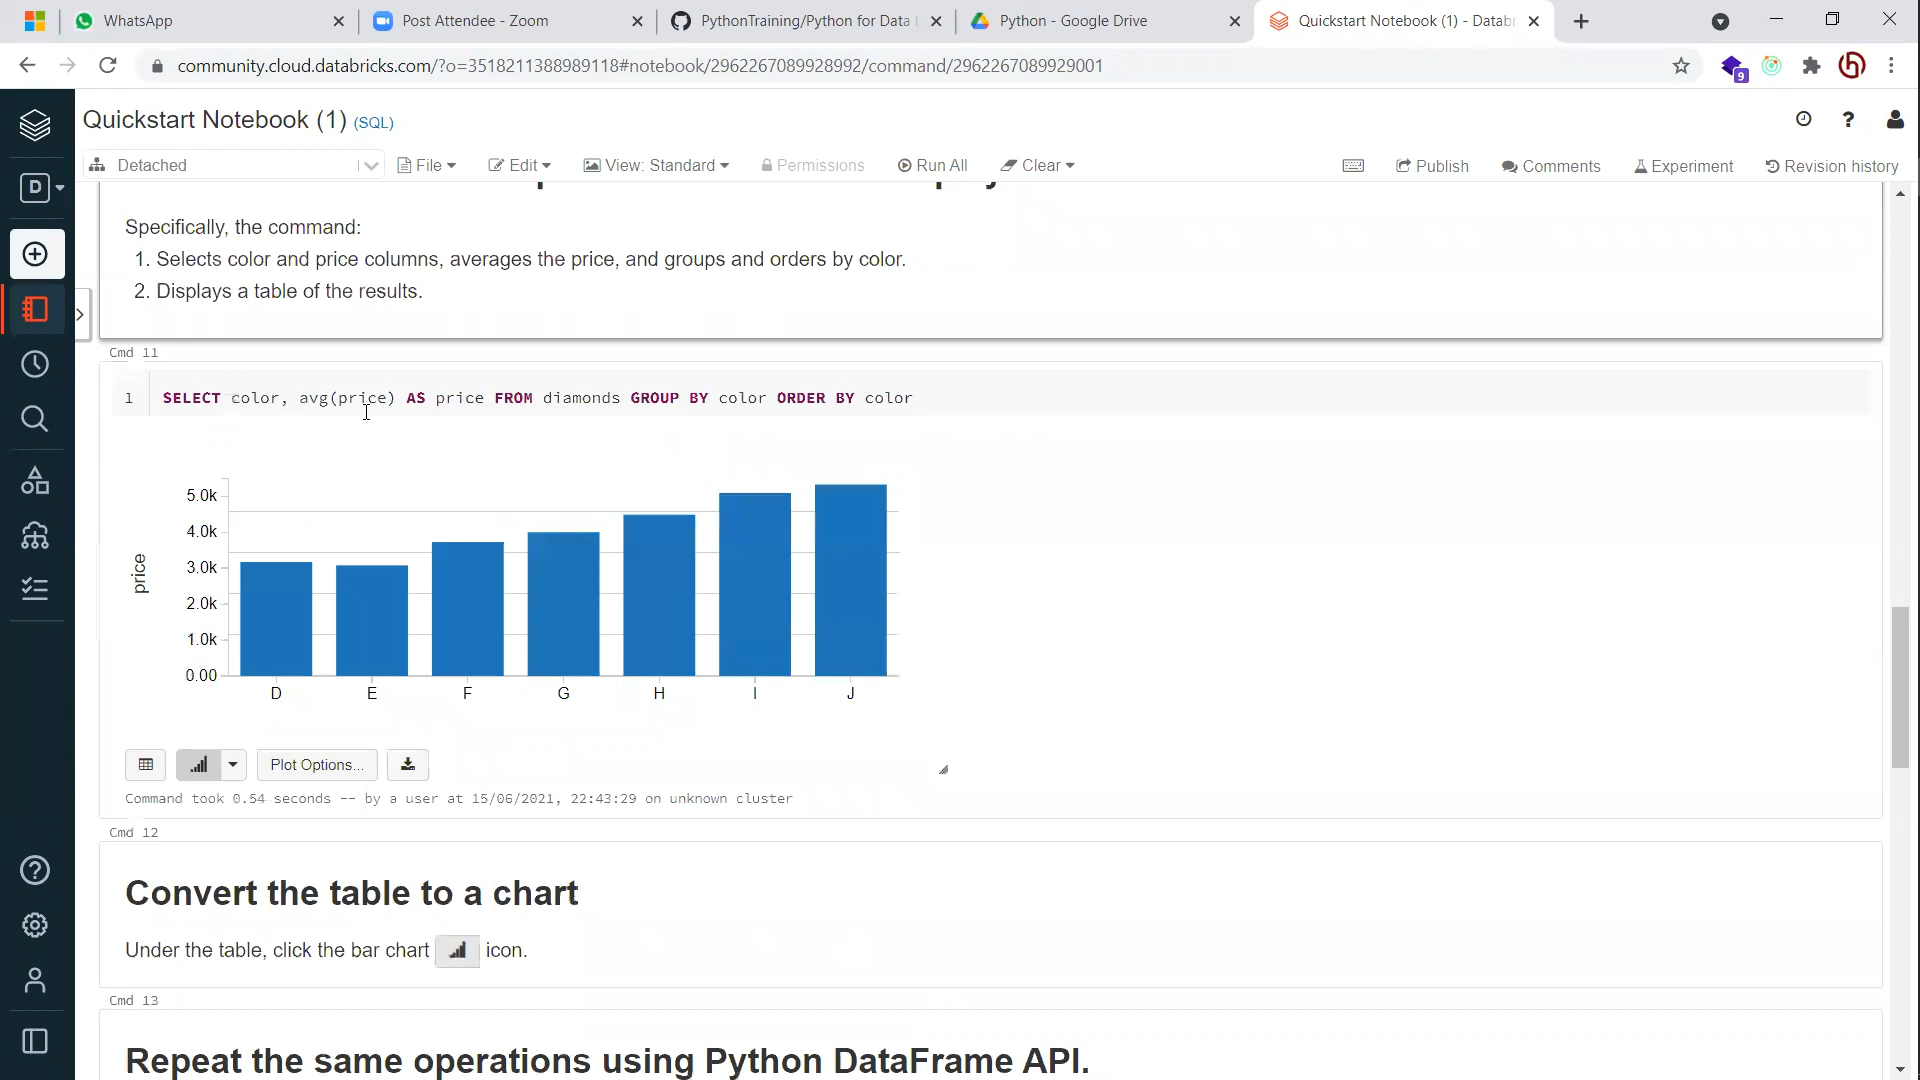 WhatsApp
Post Attendee - Zoom
PythonTraining/Python for Data
Python - Google Drive
Quickstart Notebook (1) - Databr
community.cloud.databricks.com/?o=3518211388989118#notebook/2962267089928992/command/2962267089929001
9
Quickstart Notebook (1) (SQL)
D
Detached
File
Edit
View: Standard
Permissions
Run All
Clear
Publish
Comments
Experiment
Revision history
Specifically, the command:
1. Selects color and price columns, averages the price, and groups and orders by color.
2. Displays a table of the results.
Cmd 11
1 SELECT color, avg(price) AS price FROM diamonds GROUP BY color ORDER BY color
5.0k
4.0k
3.0k
2.0k
1.0k
0.00
price
D E F G H I J
Plot Options...
Command took 0.54 seconds -- by a user at 15/06/2021, 22:43:29 on unknown cluster
Cmd 12
Convert the table to a chart
Under the table, click the bar chart icon.
Cmd 13
Repeat the same operations using Python DataFrame API.